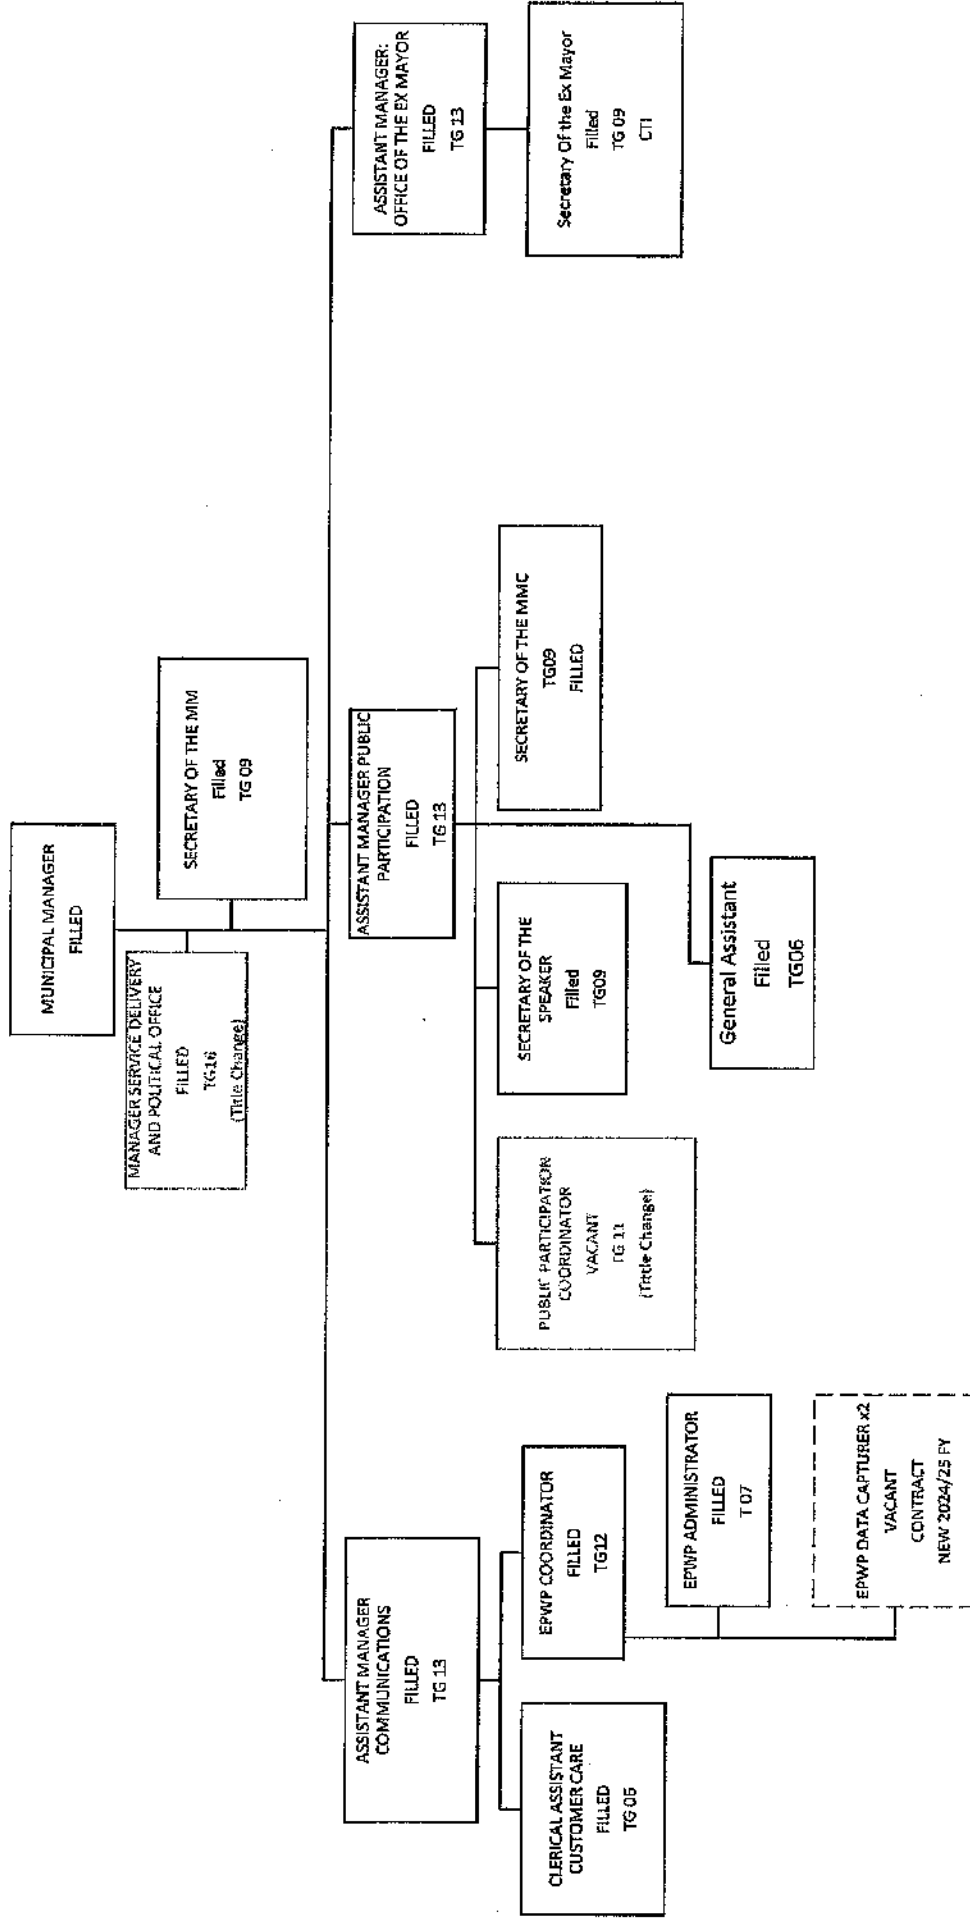 MUNICIPAL MANAGER
FILLED
MANAGER SERVICE DELIVERY
AND POLITICAL OFFICE
FILLED
TG16
(Title Change)
SECRETARY OF THE MM
Filled
TG 09
ASSISTANT MANAGER
COMMUNICATIONS
FILLED
TG 13
ASSISTANT MANAGER PUBLIC
PARTICIPATION
FILLED
TG 13
ASSISTANT MANAGER:
OFFICE OF THE EX MAYOR
FILLED
TG 13
CLERICAL ASSISTANT
CUSTOMER CARE
FILLED
TG 06
EPWP COORDINATOR
FILLED
TG12
PUBLIC PARTICIPATION
COORDINATOR
VACANT
TG 11
(Tittle Change)
SECRETARY OF THE
SPEAKER
Filled
TG09
SECRETARY OF THE MMC
TG09
FILLED
Secretary Of the Ex Mayor
Filled
TG 09
CTI
EPWP ADMINISTRATOR
FILLED
T 07
General Assistant
Filled
TG06
EPWP DATA CAPTURER x2
VACANT
CONTRACT
NEW 2024/25 FY